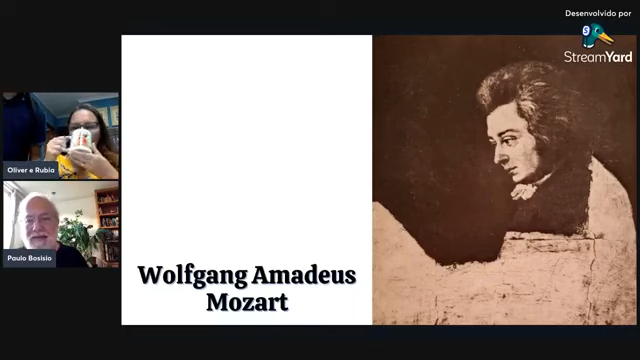 Desenvolvido por
StreamYard
Oliver e Rubia
Paulo Bosisio
Wolfgang Amadeus
Mozart